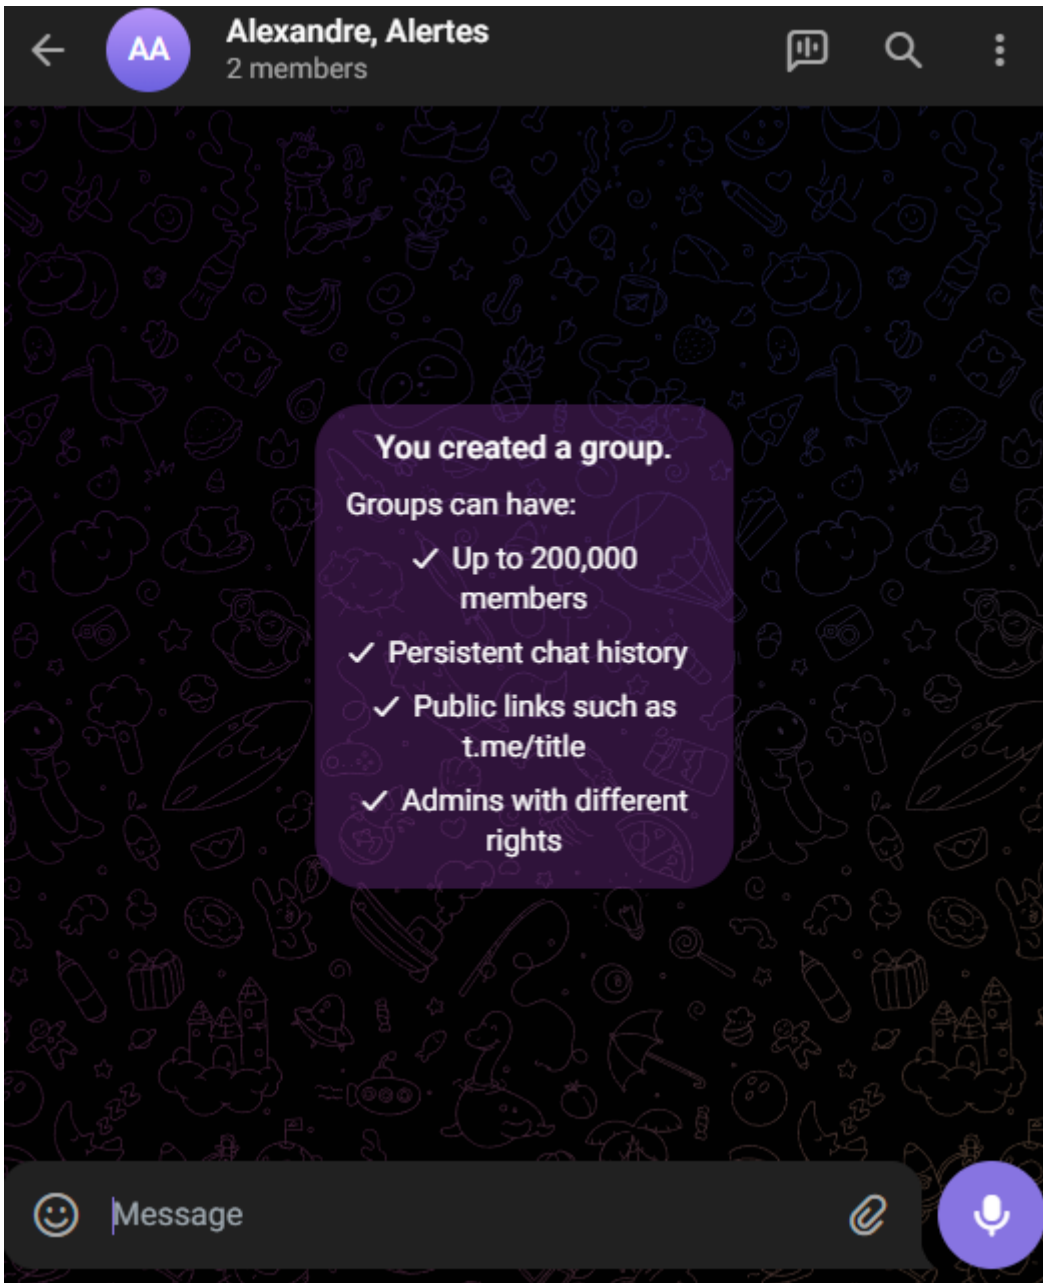 AA
Alexandre, Alertes
2 members
You created a group.
Groups can have:
✓ Up to 200,000
members
✓ Persistent chat history
✓ Public links such as
t.me/title
✓ Admins with different
rights
Message